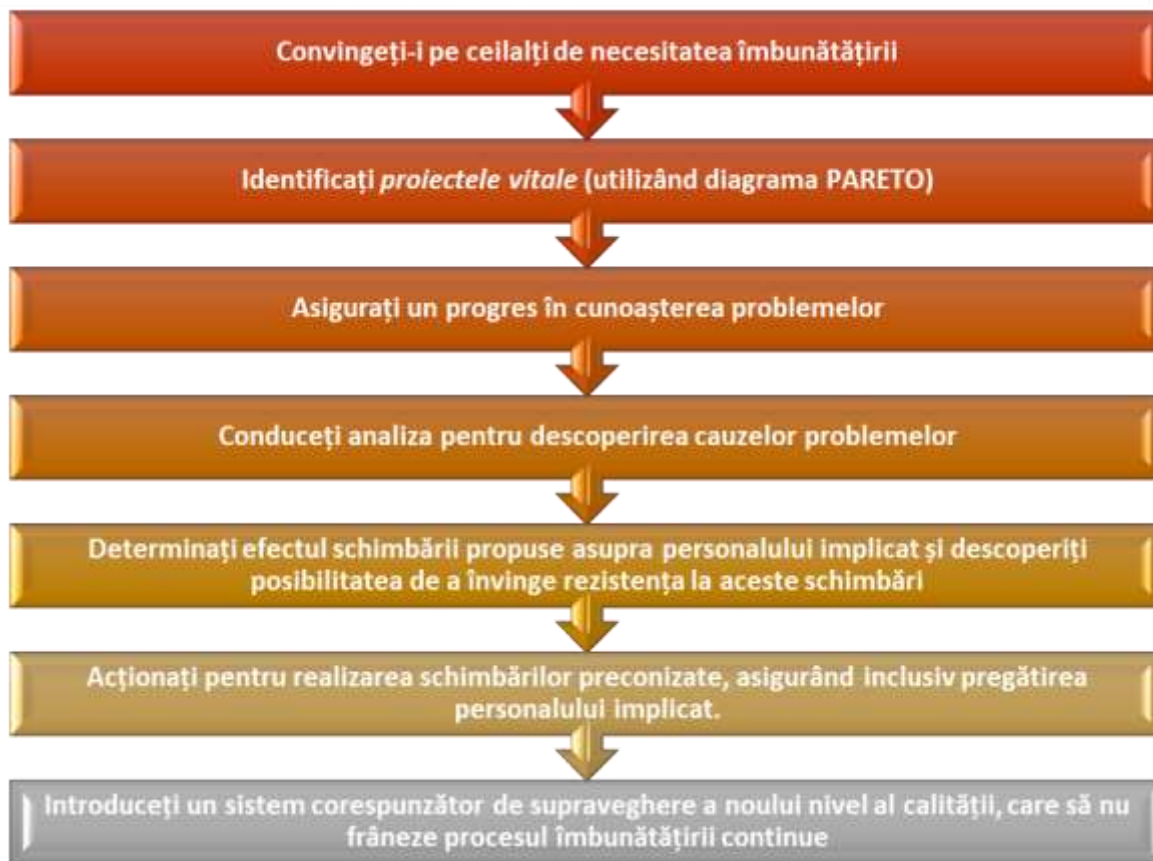 Convingeți-i pe ceilalți de necesitatea îmbunătățirii
Identificați proiectele vitale (utilizând diagrama PARETO)
Asigurați un progres în cunoașterea problemelor
Conduceți analiza pentru descoperirea cauzelor problemelor
Determinați efectul schimbării propuse asupra personalului implicat și descoperiți
posibilitatea de a învinge rezistența la aceste schimbări
Acționați pentru realizarea schimbărilor preconizate, asigurând inclusiv pregătirea
personalului implicat.
Introduceți un sistem corespunzător de supraveghere a noului nivel al calității, care să nu
frâneze procesul îmbunătățirii continue